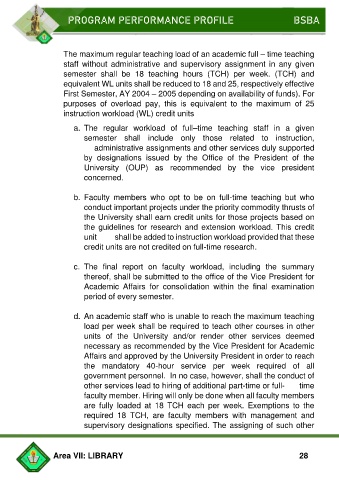 PROGRAM PERFORMANCE PROFILE BSBA
The maximum regular teaching load of an academic full – time teaching
staff without administrative and supervisory assignment in any given
semester shall be 18 teaching hours (TCH) per week. (TCH) and
equivalent WL units shall be reduced to 18 and 25, respectively effective
First Semester, AY 2004 – 2005 depending on availability of funds). For
purposes of overload pay, this is equivalent to the maximum of 25
instruction workload (WL) credit units
a. The regular workload of full–time teaching staff in a given
semester shall include only those related to instruction,
administrative assignments and other services duly supported
by designations issued by the Office of the President of the
University (OUP) as recommended by the vice president
concerned.
b. Faculty members who opt to be on full-time teaching but who
conduct important projects under the priority commodity thrusts of
the University shall earn credit units for those projects based on
the guidelines for research and extension workload. This credit
unit shall be added to instruction workload provided that these
credit units are not credited on full-time research.
c. The final report on faculty workload, including the summary
thereof, shall be submitted to the office of the Vice President for
Academic Affairs for consolidation within the final examination
period of every semester.
d. An academic staff who is unable to reach the maximum teaching
load per week shall be required to teach other courses in other
units of the University and/or render other services deemed
necessary as recommended by the Vice President for Academic
Affairs and approved by the University President in order to reach
the mandatory 40-hour service per week required of all
government personnel. In no case, however, shall the conduct of
other services lead to hiring of additional part-time or full- time
faculty member. Hiring will only be done when all faculty members
are fully loaded at 18 TCH each per week. Exemptions to the
required 18 TCH, are faculty members with management and
supervisory designations specified. The assigning of such other
Area VII: LIBRARY 28